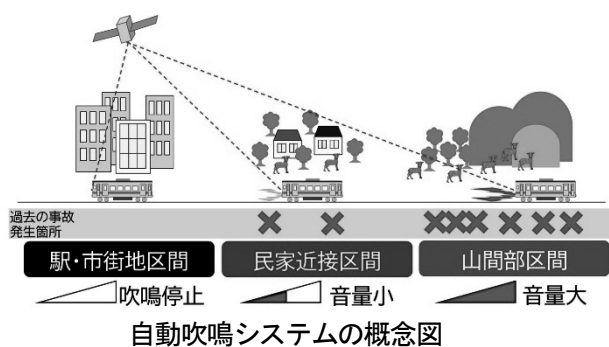 過去の事故
発生箇所
駅・市街地区間
民家近接区間
山間部区間
吹鳴停止
音量小
音量大
自動吹鳴システムの概念図